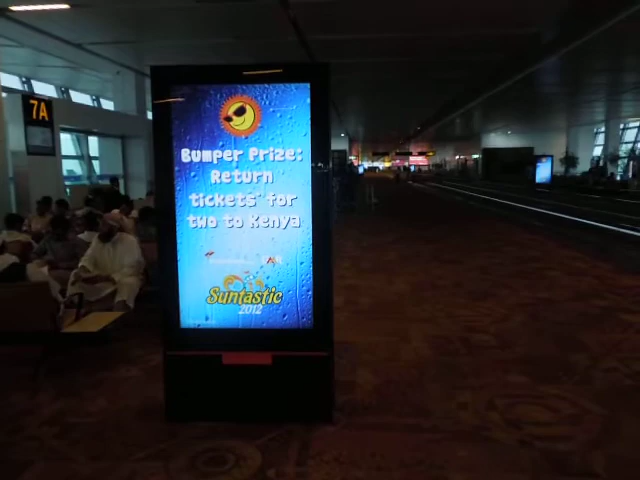 7A
Bumper Prize:
Return
tickets* for
two to Kenya
Suntastic
2012